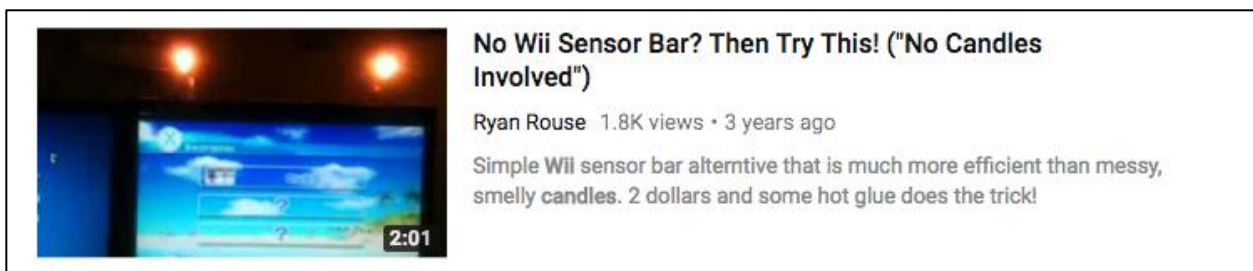 No Wii Sensor Bar? Then Try This! ("No Candles
Involved")
Ryan Rouse 1.8K views • 3 years ago
Simple Wii sensor bar alterntive that is much more efficient than messy,
smelly candles. 2 dollars and some hot glue does the trick!
?
?
2:01